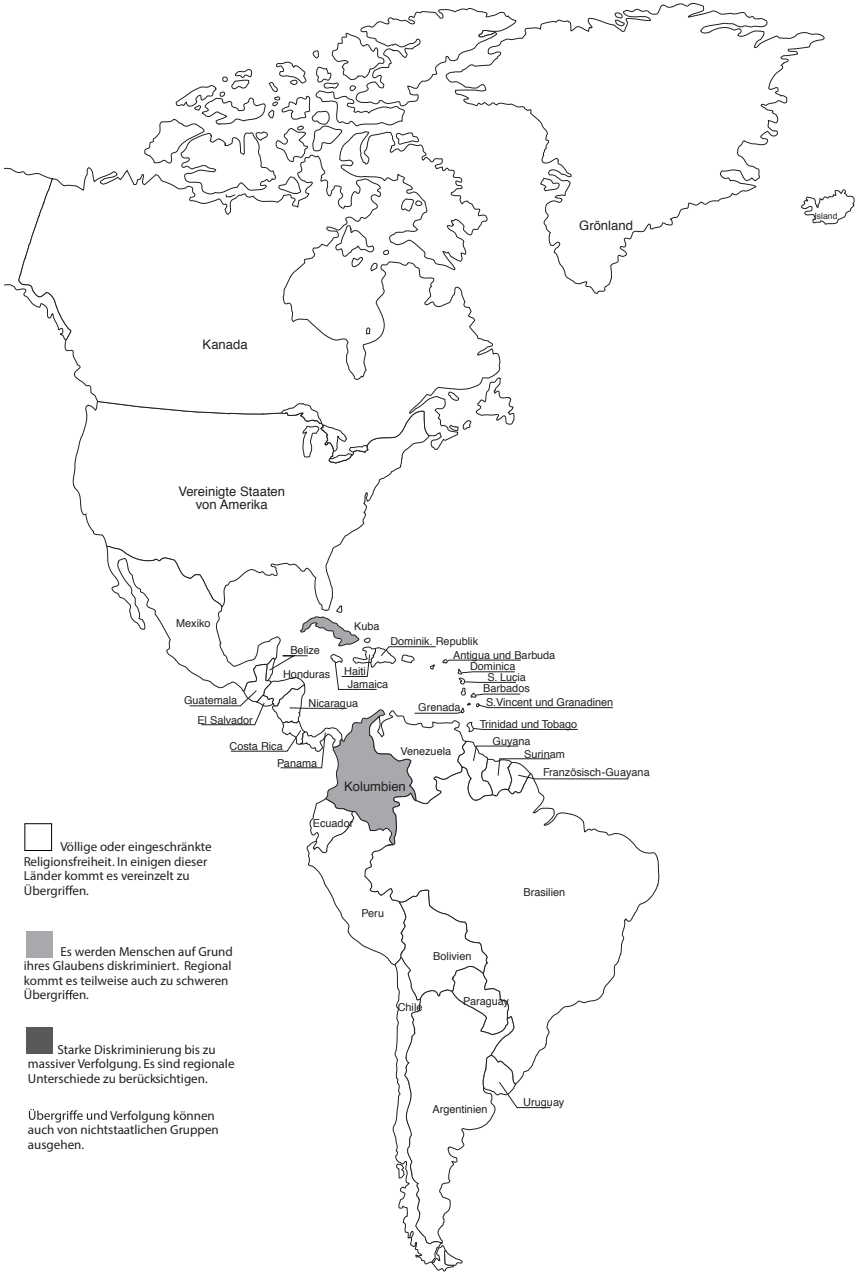 Grönland
Island
Kanada
Vereinigte Staaten
von Amerika
Mexiko
Kuba
Dominik. Republik
Belize
Antigua und Barbuda
Dominica
Honduras
Haiti
S. Lucia
Jamaica
Barbados
Guatemala
Nicaragua
Grenada
S.Vincent und Granadinen
El Salvador
Trinidad und Tobago
Costa Rica
Venezuela
Guyana
Panama
Surinam
Französisch-Guayana
Kolumbien
Ecuador
Brasilien
Peru
Bolivien
Chile
Paraguay
Argentinien
Uruguay
Völlige oder eingeschränkte
Religionsfreiheit. In einigen dieser
Länder kommt es vereinzelt zu
Übergriffen.
Es werden Menschen auf Grund
ihres Glaubens diskriminiert. Regional
kommt es teilweise auch zu schweren
Übergriffen.
Starke Diskriminierung bis zu
massiver Verfolgung. Es sind regionale
Unterschiede zu berücksichtigen.
Übergriffe und Verfolgung können
auch von nichtstaatlichen Gruppen
ausgehen.